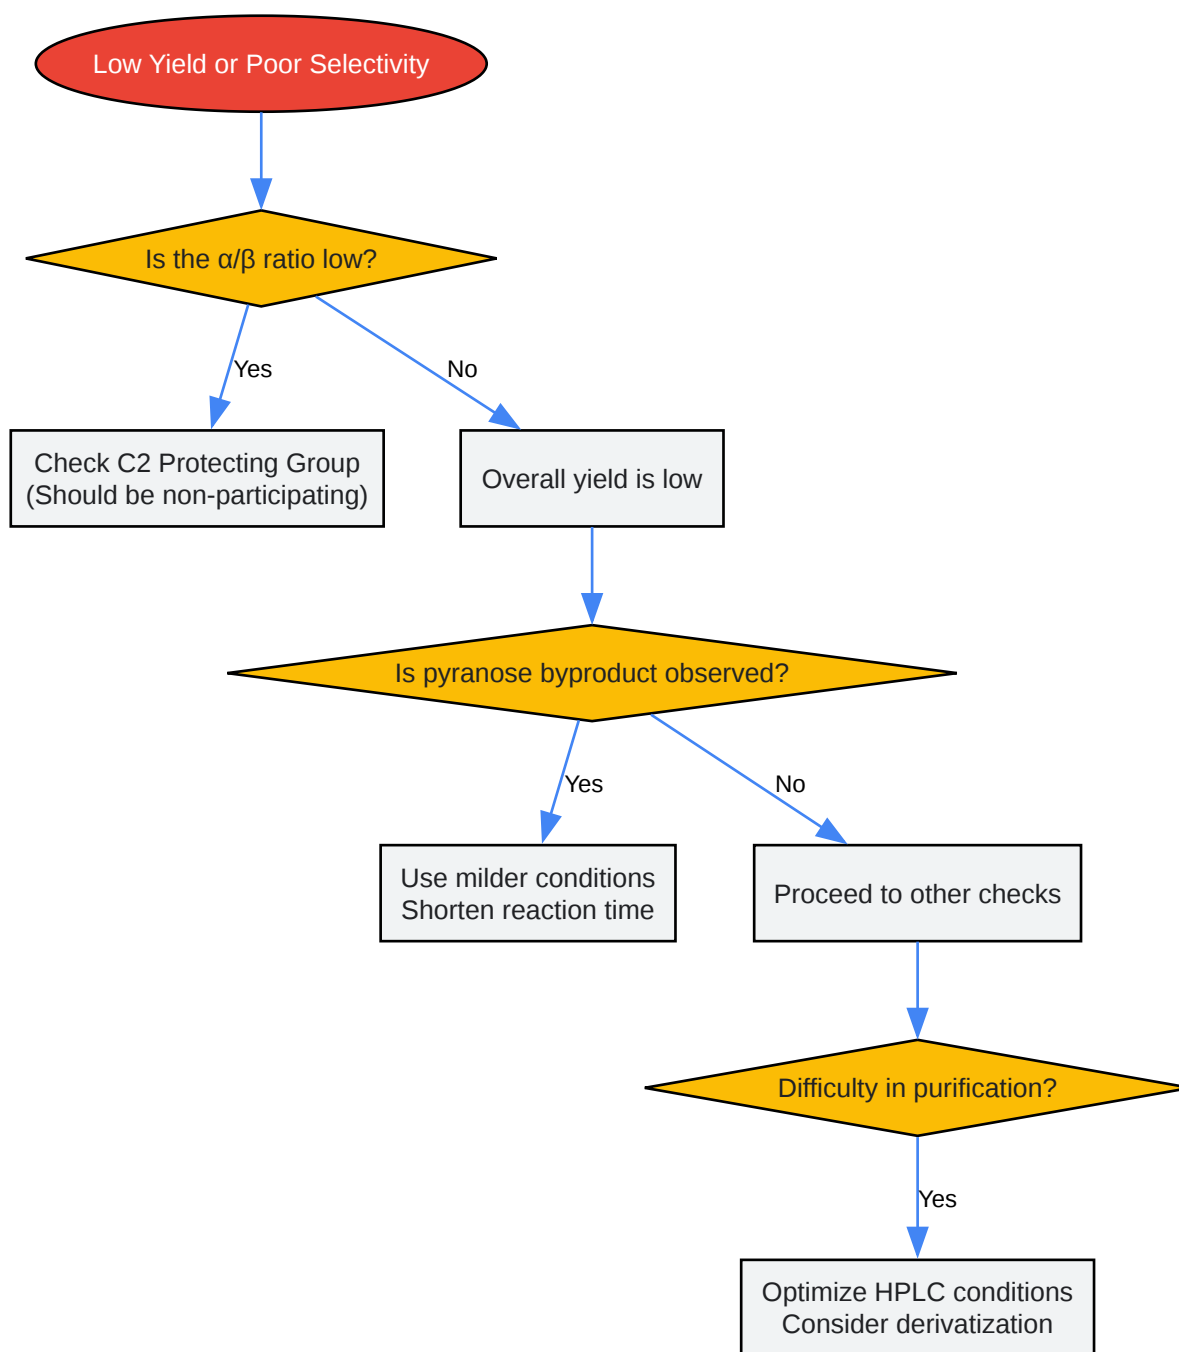 Low Yield or Poor Selectivity
Is the α/β ratio low?
Yes
No
Check C2 Protecting Group
(Should be non-participating)
Overall yield is low
Is pyranose byproduct observed?
Yes
No
Use milder conditions
Shorten reaction time
Proceed to other checks
Difficulty in purification?
Yes
Optimize HPLC conditions
Consider derivatization